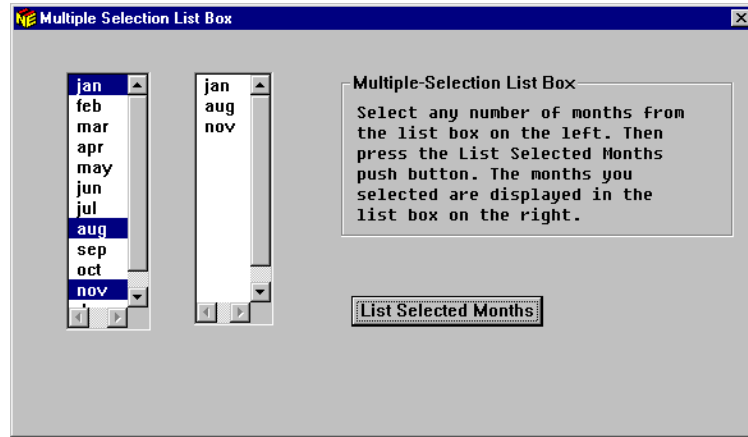 NE Multiple Selection List Box
jan
feb
mar
apr
may
jun
jul
aug
sep
oct
nov
jan
aug
nov
Multiple-Selection List Box
Select any number of months from
the list box on the left. Then
press the List Selected Months
push button. The months you
selected are displayed in the
list box on the right.
List Selected Months